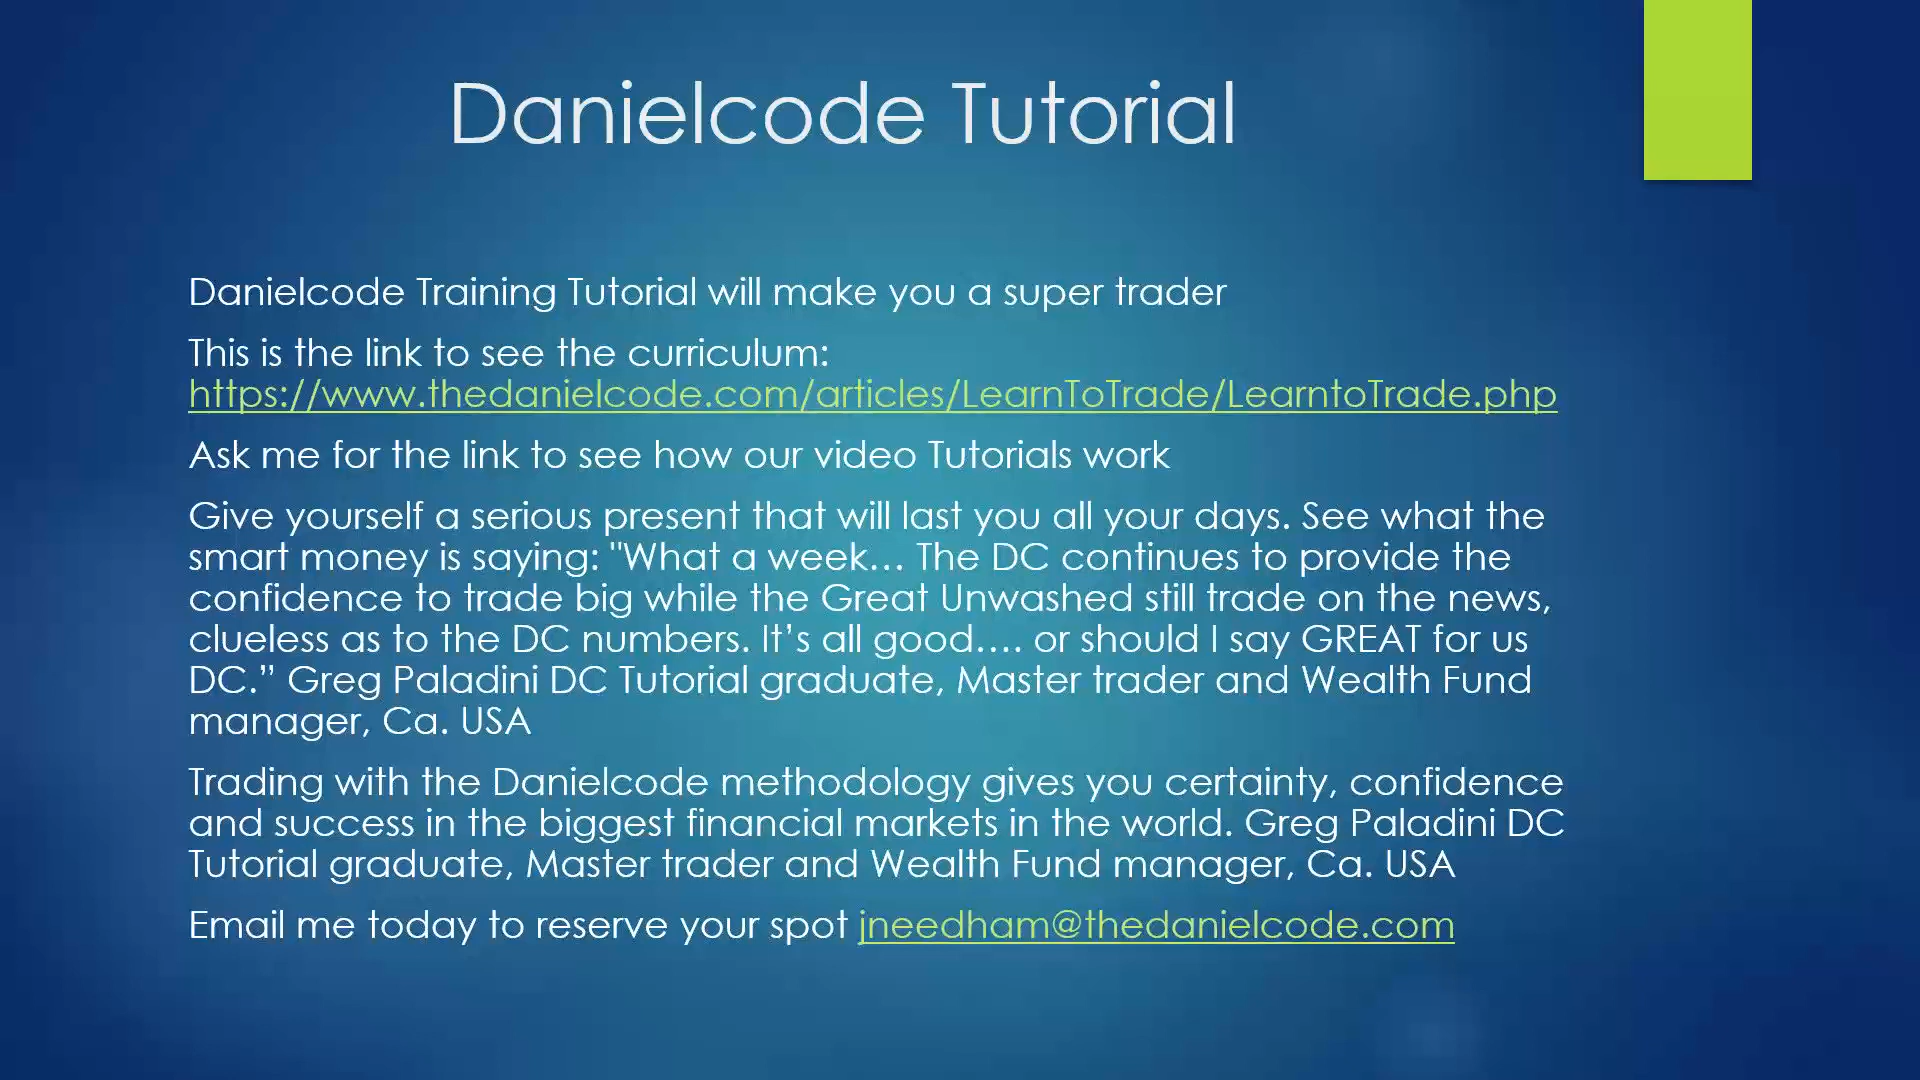 Danielcode Tutorial
Danielcode Training Tutorial will make you a super trader
This is the link to see the curriculum:
https://www.thedanielcode.com/articles/LearnToTrade/LearntoTrade.php
Ask me for the link to see how our video Tutorials work
Give yourself a serious present that will last you all your days. See what the
smart money is saying: "What a week… The DC continues to provide the
confidence to trade big while the Great Unwashed still trade on the news,
clueless as to the DC numbers. It’s all good…. or should I say GREAT for us
DC.” Greg Paladini DC Tutorial graduate, Master trader and Wealth Fund
manager, Ca. USA
Trading with the Danielcode methodology gives you certainty, confidence
and success in the biggest financial markets in the world. Greg Paladini DC
Tutorial graduate, Master trader and Wealth Fund manager, Ca. USA
Email me today to reserve your spot jneedham@thedanielcode.com